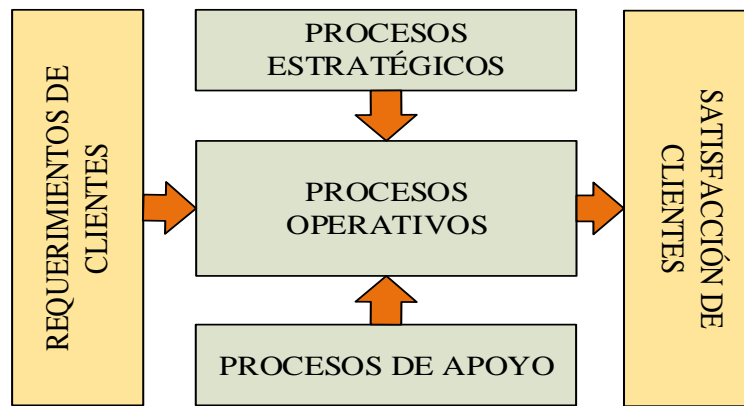 REQUERIMIENTOS DE
CLIENTES
PROCESOS
ESTRATÉGICOS
PROCESOS
OPERATIVOS
PROCESOS DE APOYO
SATISFACCIÓN DE
CLIENTES